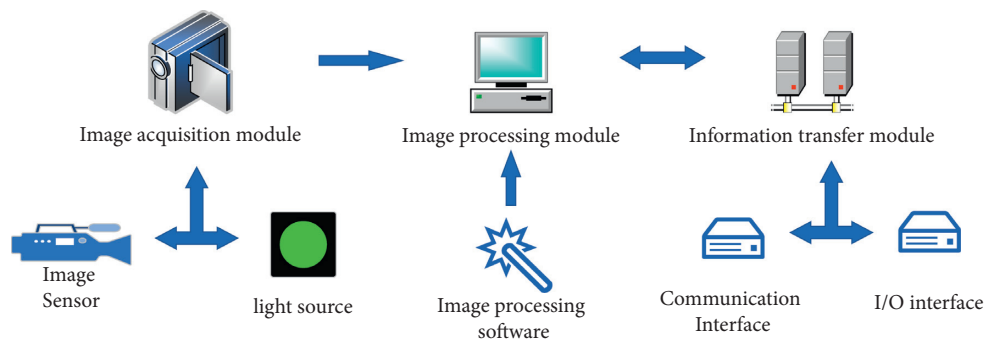 Image acquisition module
Image processing module
Information transfer module
Image
Sensor
light source
Image processing
software
Communication
Interface
I/O interface